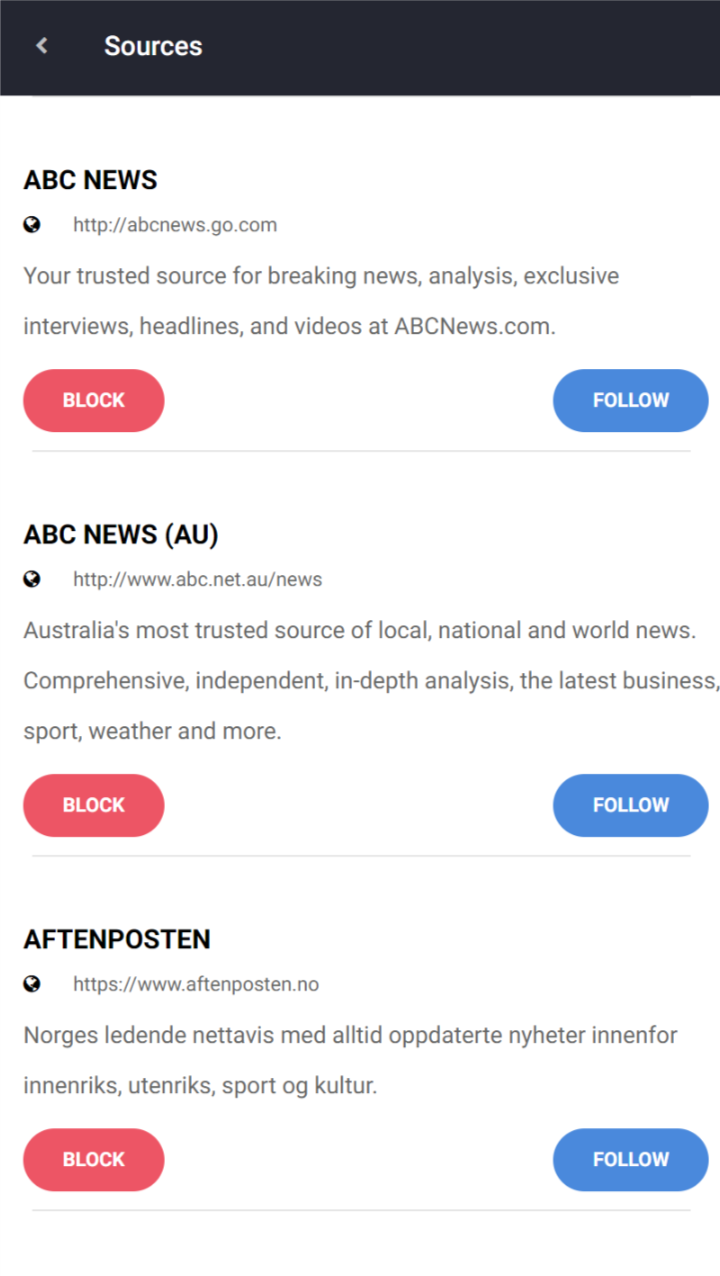 Sources
ABC NEWS
http://abcnews.go.com
Your trusted source for breaking news, analysis, exclusive
interviews, headlines, and videos at ABCNews.com.
BLOCK FOLLOW
ABC NEWS (AU)
http://www.abc.net.au/news
Australia's most trusted source of local, national and world news.
Comprehensive, independent, in-depth analysis, the latest business,
sport, weather and more.
BLOCK FOLLOW
AFTENPOSTEN
https://www.aftenposten.no
Norges ledende nettavis med alltid oppdaterte nyheter innenfor
innenriks, utenriks, sport og kultur.
BLOCK FOLLOW